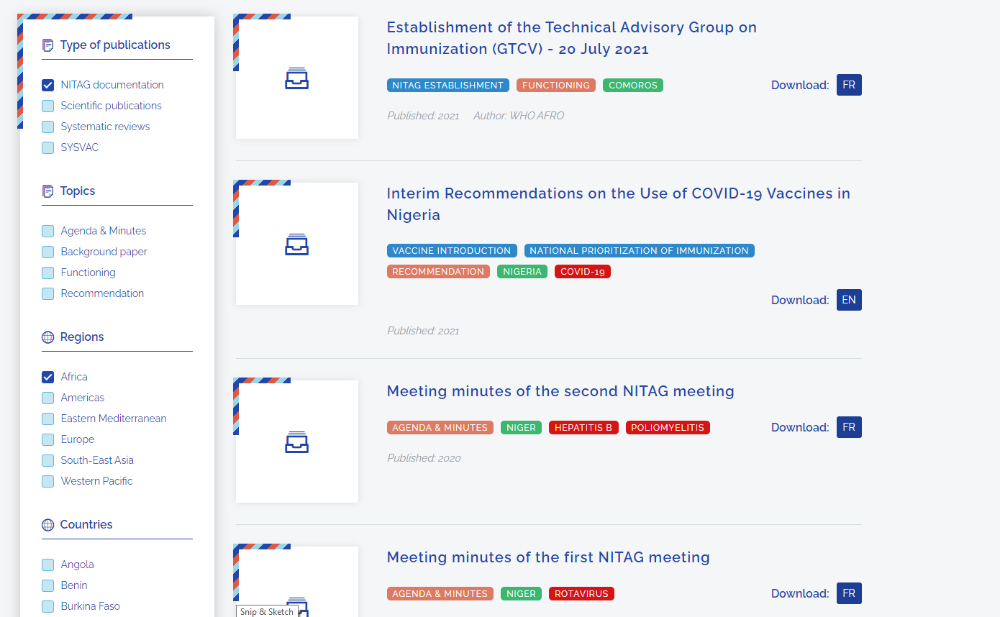 Type of publications
NITAG documentation
Scientific publications
Systematic reviews
SYSVAC
Topics
Agenda & Minutes
Background paper
Functioning
Recommendation
Regions
Africa
Americas
Eastern Mediterranean
Europe
South-East Asia
Western Pacific
Countries
Angola
Benin
Burkina Faso
Establishment of the Technical Advisory Group on
Immunization (GTCV) - 20 July 2021
NITAG ESTABLISHMENT FUNCTIONING COMOROS
Download: FR
Published: 2021 Author: WHO AFRO
Interim Recommendations on the Use of COVID-19 Vaccines in
Nigeria
VACCINE INTRODUCTION NATIONAL PRIORITIZATION OF IMMUNIZATION
RECOMMENDATION NIGERIA COVID-19
Download: EN
Published: 2021
Meeting minutes of the second NITAG meeting
AGENDA & MINUTES NIGER HEPATITIS B POLIOMYELITIS
Download: FR
Published: 2020
Meeting minutes of the first NITAG meeting
AGENDA & MINUTES NIGER ROTAVIRUS
Download: FR
Snip & Sketch